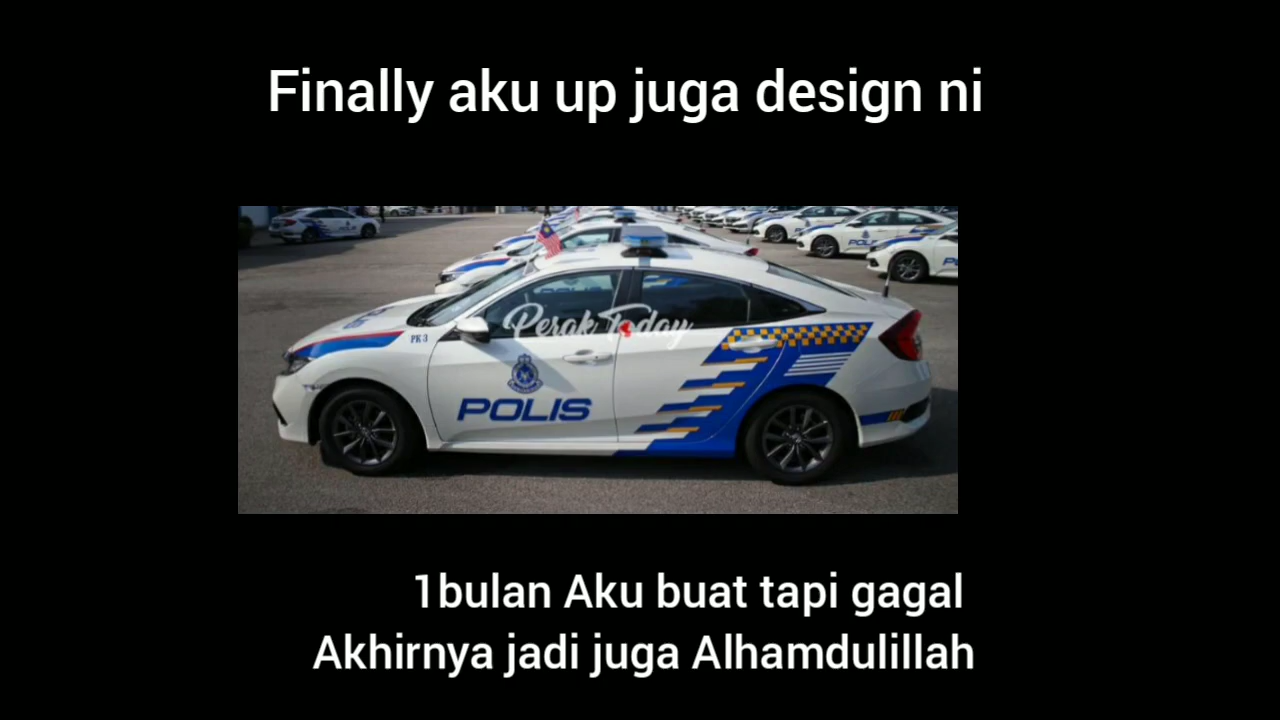 Finally aku up juga design ni
PK-3
Perak Today
POLIS
1bulan Aku buat tapi gagal
Akhirnya jadi juga Alhamdulillah